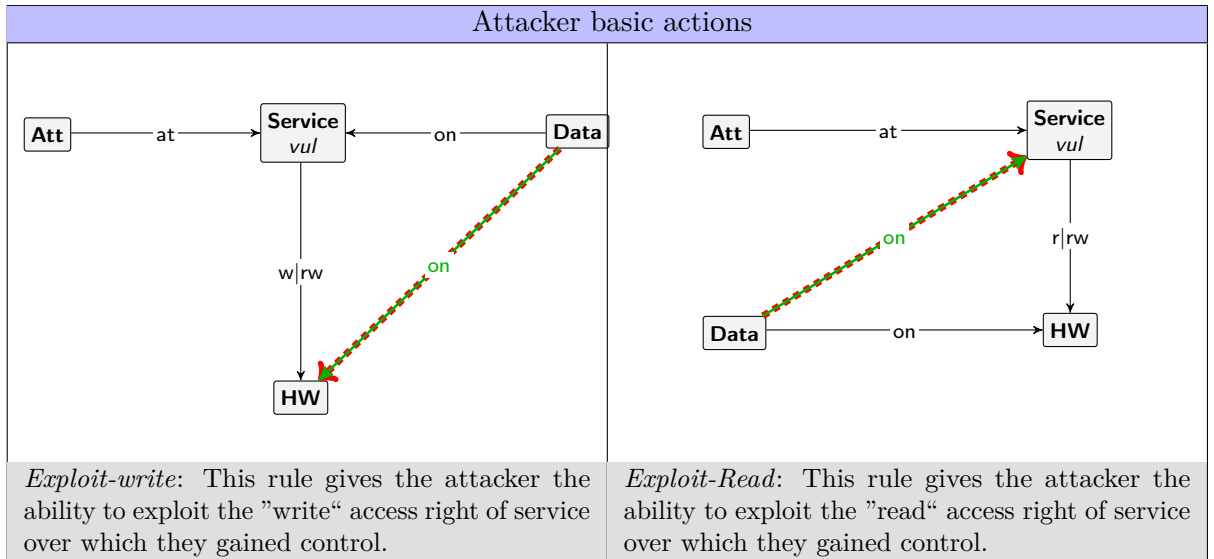 Attacker basic actions
Att
at
Service
vul
on
Data
w|rw
on
HW
Exploit-write: This rule gives the attacker the
ability to exploit the ”write“ access right of service
over which they gained control.
Att
at
Service
vul
on
r|rw
Data
on
HW
Exploit-Read: This rule gives the attacker the
ability to exploit the ”read“ access right of service
over which they gained control.